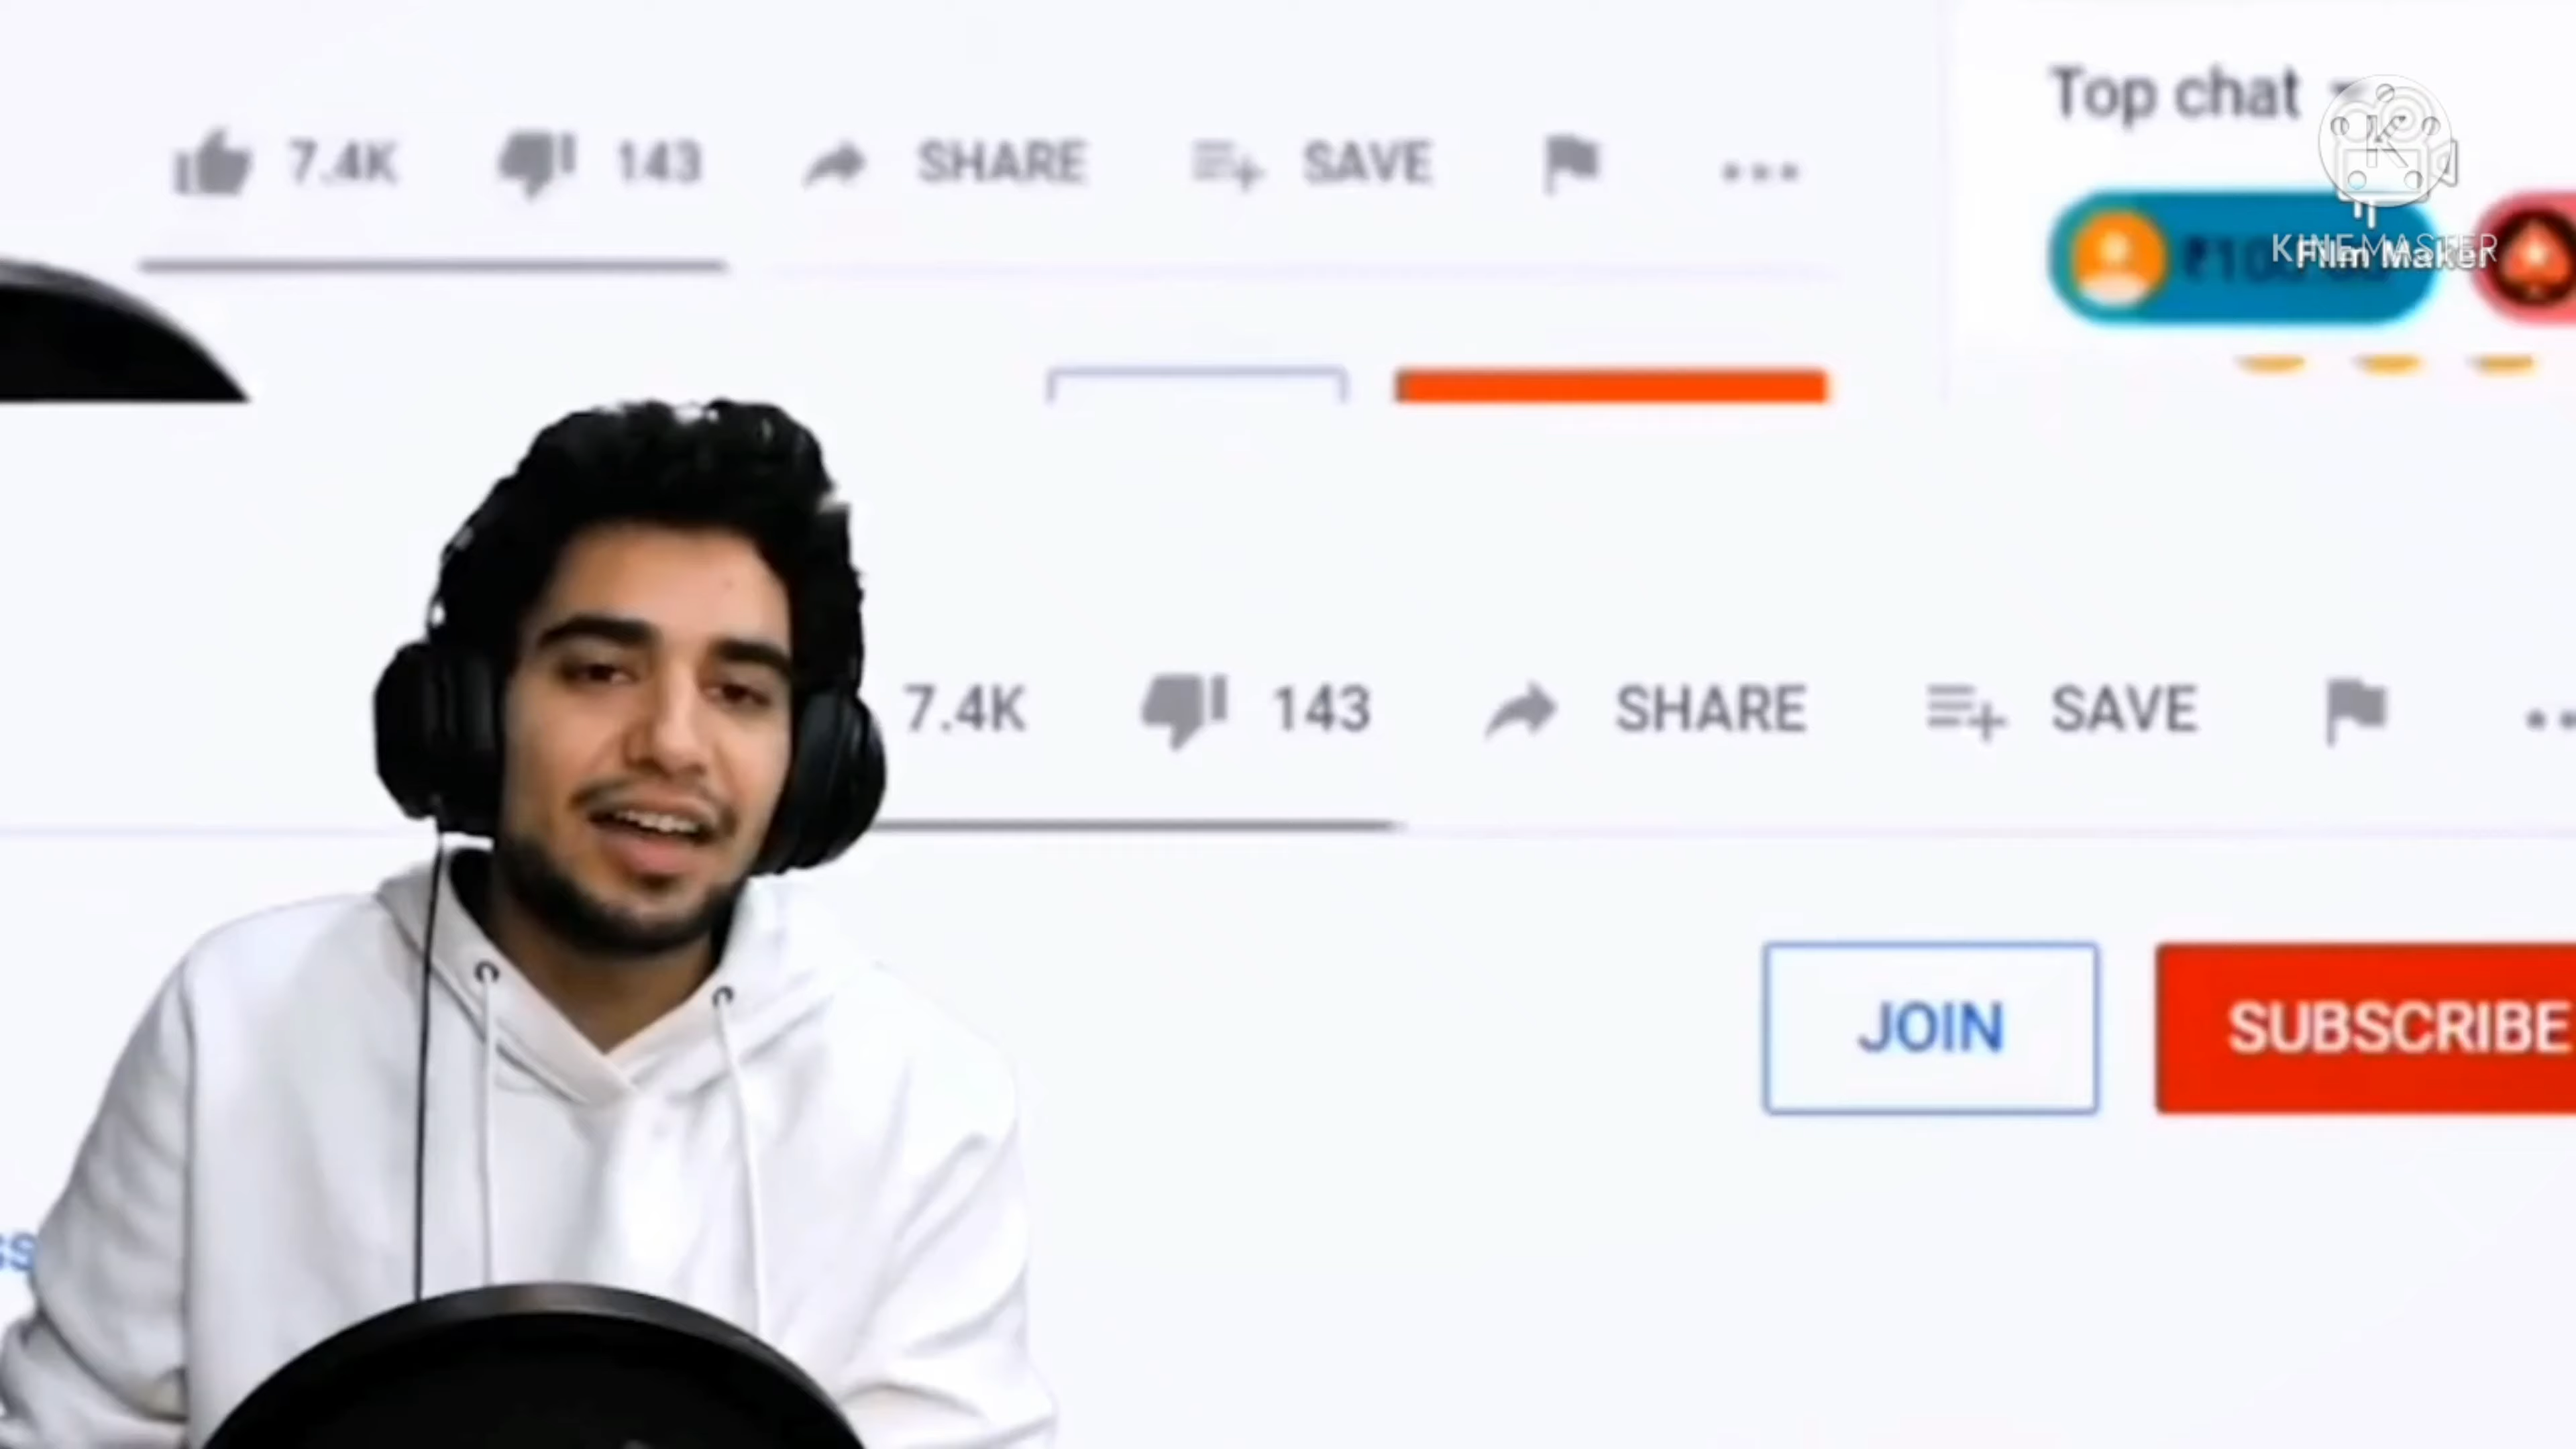 Top chat
7.4K 143 SHARE SAVE
KINEMASTER
Film Maker
7.4K 143 SHARE SAVE
JOIN SUBSCRIBE